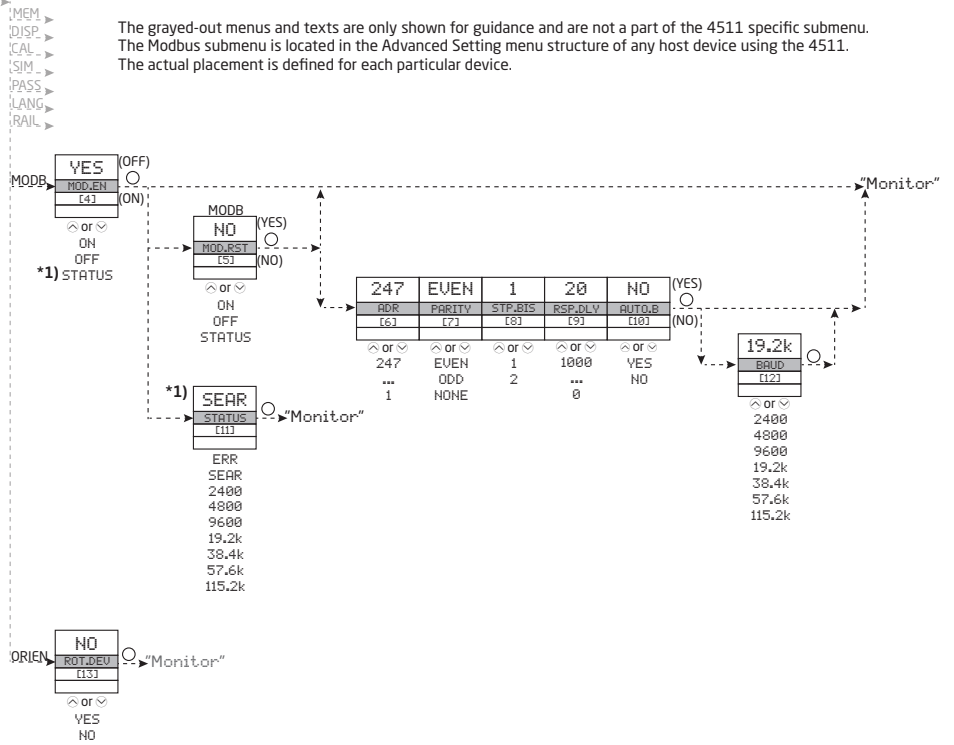 MEM
DISP
CAL
SIM
PASS
LANG
RAIL
The grayed-out menus and texts are only shown for guidance and are not a part of the 4511 specific submenu.
The Modbus submenu is located in the Advanced Setting menu structure of any host device using the 4511.
The actual placement is defined for each particular device.
MODB
YES
MOD.EN
[4]
(OFF)
(ON)
or
ON
OFF
*1) STATUS
"Monitor"
MODB
NO
MOD.RST
[5]
(YES)
(NO)
or
ON
OFF
STATUS
247 EVEN 1 20 NO
ADR PARITY STP.BIS RSP.DLY AUTO.B
[6] [7] [8] [9] [10]
(YES)
(NO)
or or or or or
247 EVEN 1 1000 YES
... ODD 2 ... NO
1 NONE 0
19.2k
BAUD
[12]
or
2400
4800
9600
19.2k
38.4k
57.6k
115.2k
*1)
SEAR
STATUS
[11]
"Monitor"
ERR
SEAR
2400
4800
9600
19.2k
38.4k
57.6k
115.2k
ORIEN
NO
ROT.DEV
[13]
"Monitor"
or
YES
NO